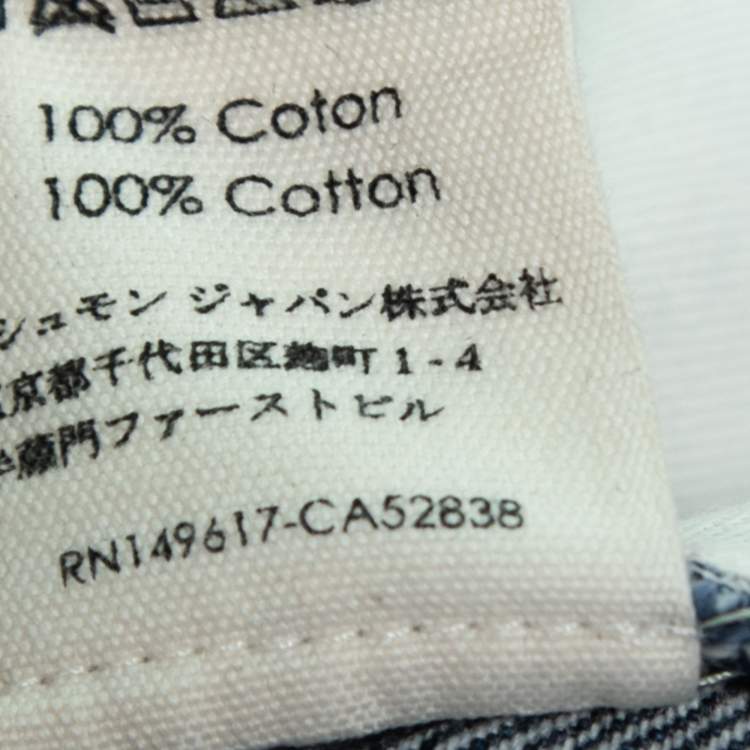 100% Coton
100% Cotton
シュモン ジャパン株式会社
京都千代田区麹町1-4
蔵門ファーストビル
RN149617-CA52838